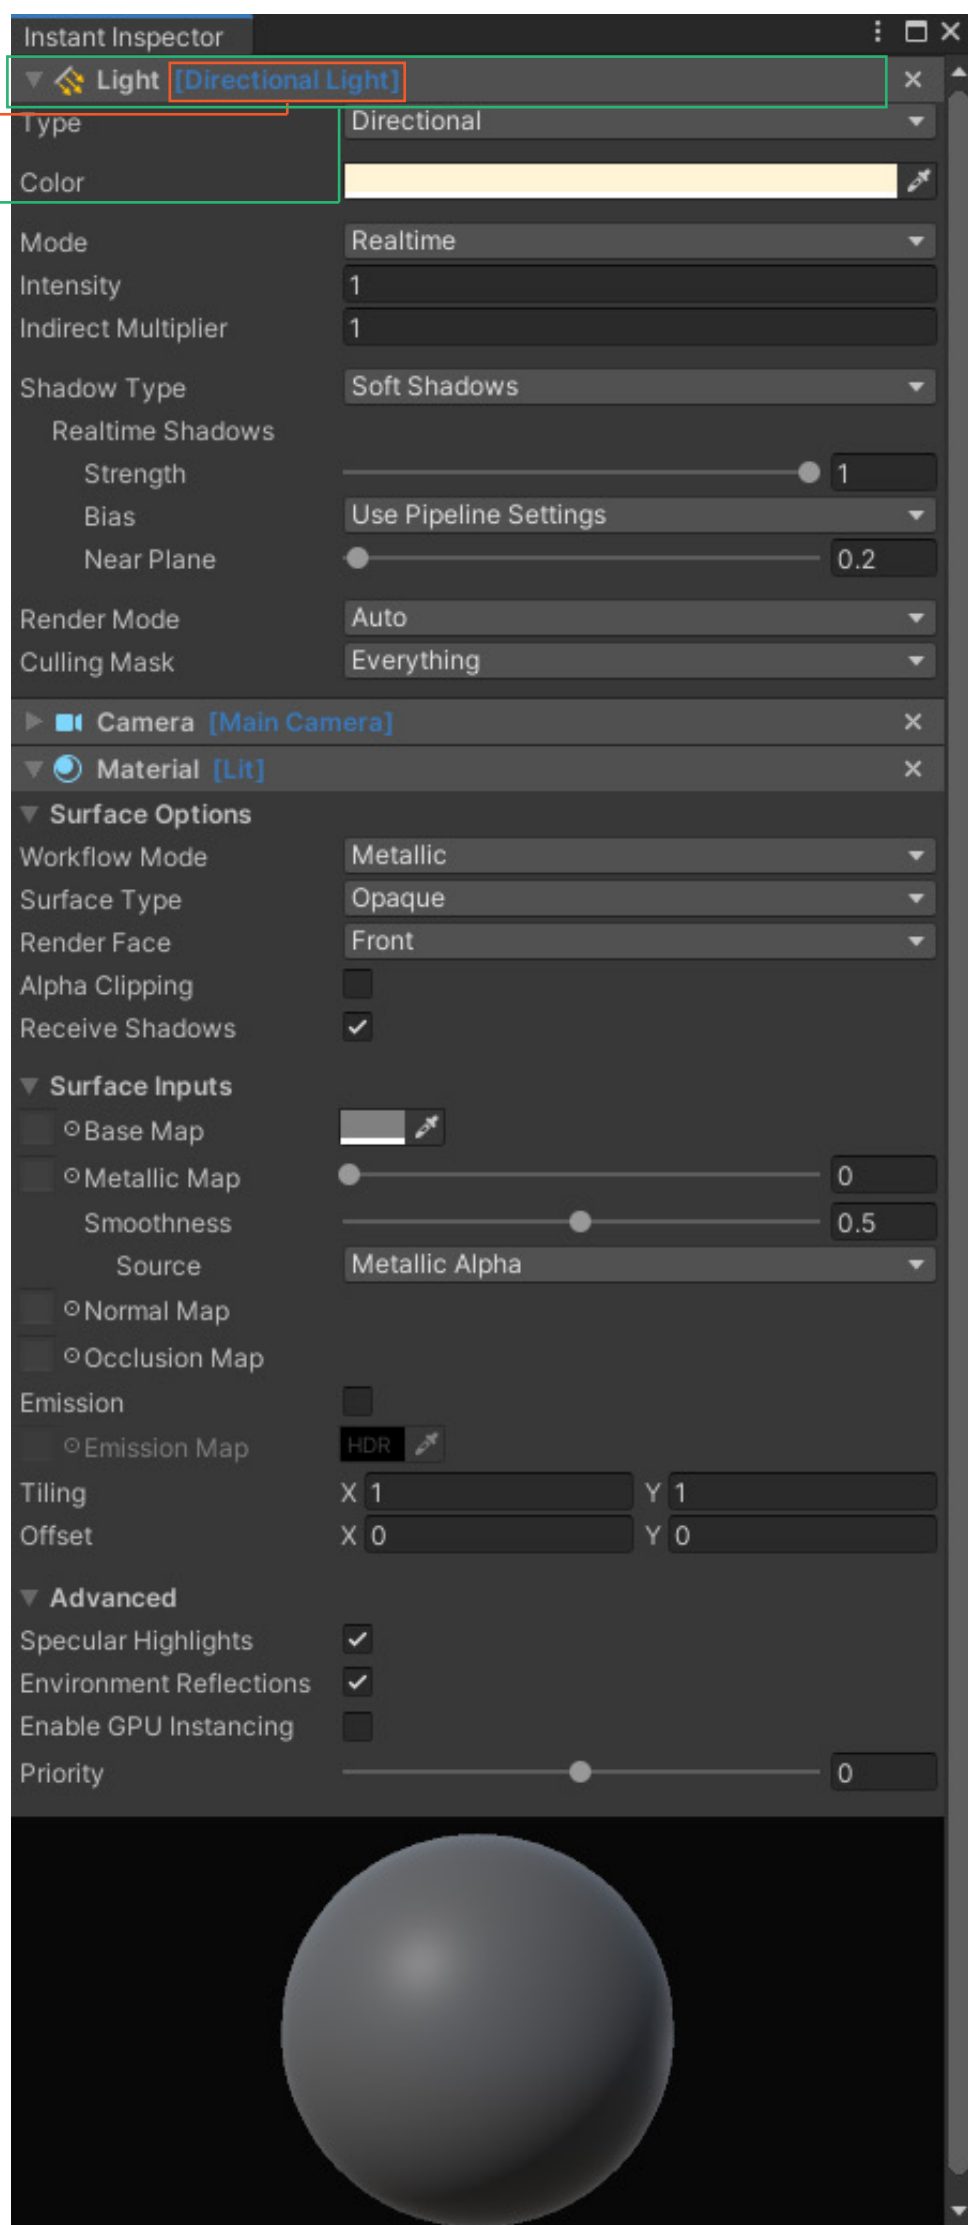 Instant Inspector
Light [Directional Light]
Type Directional
Color
Mode Realtime
Intensity 1
Indirect Multiplier 1
Shadow Type Soft Shadows
Realtime Shadows
Strength 1
Bias Use Pipeline Settings
Near Plane 0.2
Render Mode Auto
Culling Mask Everything
Camera [Main Camera]
Material [Lit]
Surface Options
Workflow Mode Metallic
Surface Type Opaque
Render Face Front
Alpha Clipping
Receive Shadows
Surface Inputs
Base Map
Metallic Map 0
Smoothness 0.5
Source Metallic Alpha
Normal Map
Occlusion Map
Emission
Emission Map HDR
Tiling X 1 Y 1
Offset X 0 Y 0
Advanced
Specular Highlights
Environment Reflections
Enable GPU Instancing
Priority 0